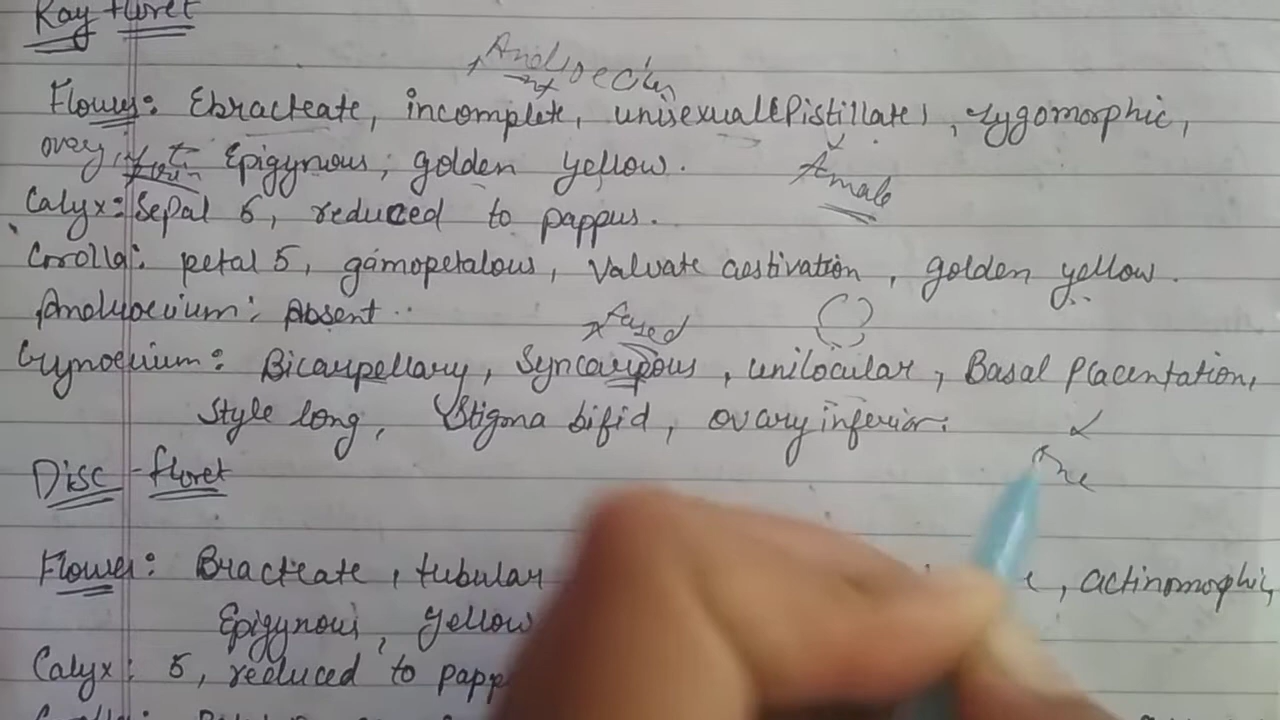 Ray floret
Androecium
Flower: Ebracteate, incomplete, unisexual (Pistillate), zygomorphic,
Epigynous, golden yellow.
Calyx: Sepal 5, reduced to pappus.
Corolla: petal 5, gamopetalous, Valvate aestivation, golden yellow.
Androecium: Absent
fused
Gynoecium: Bicarpellary, Syncarpous, unilocular, Basal Placentation,
Style long, Stigma bifid, ovary inferior.
Disc - floret
Flower: Bracteate, tubular , actinomorphic,
Epigynous, yellow
Calyx: 5, reduced to papp